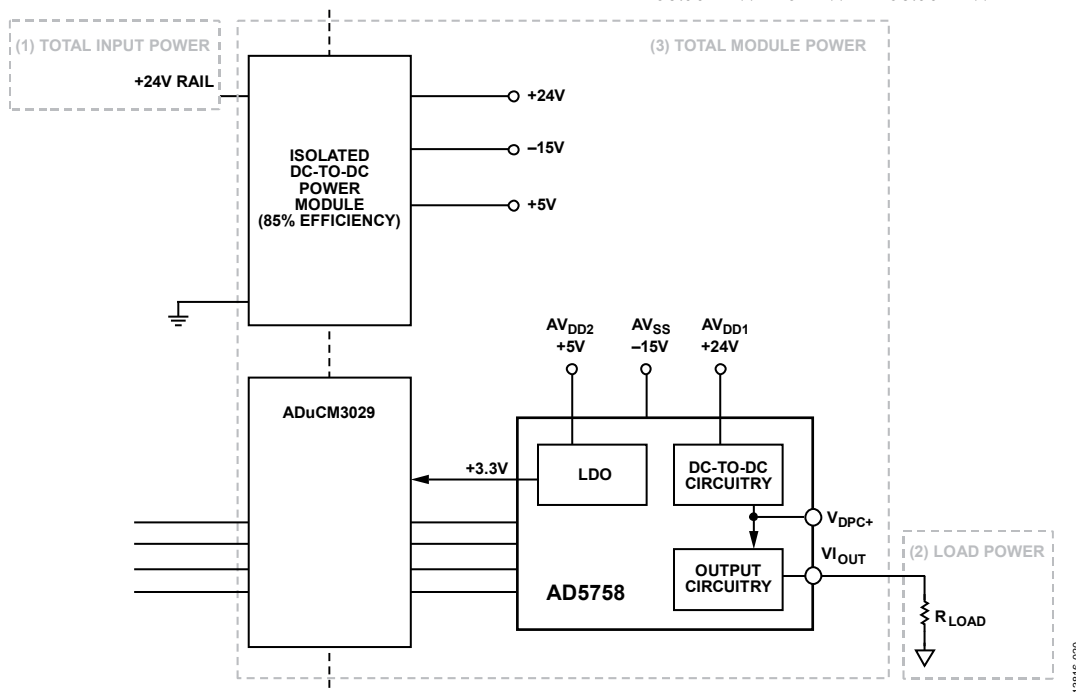 (1) TOTAL INPUT POWER
(3) TOTAL MODULE POWER
+24V RAIL
+24V
ISOLATED
DC-TO-DC
POWER
MODULE
(85% EFFICIENCY)
–15V
+5V
AVDD2
+5V
AVSS
–15V
AVDD1
+24V
ADuCM3029
+3.3V
LDO
DC-TO-DC
CIRCUITRY
VDPC+
VIOUT
(2) LOAD POWER
OUTPUT
CIRCUITRY
AD5758
RLOAD